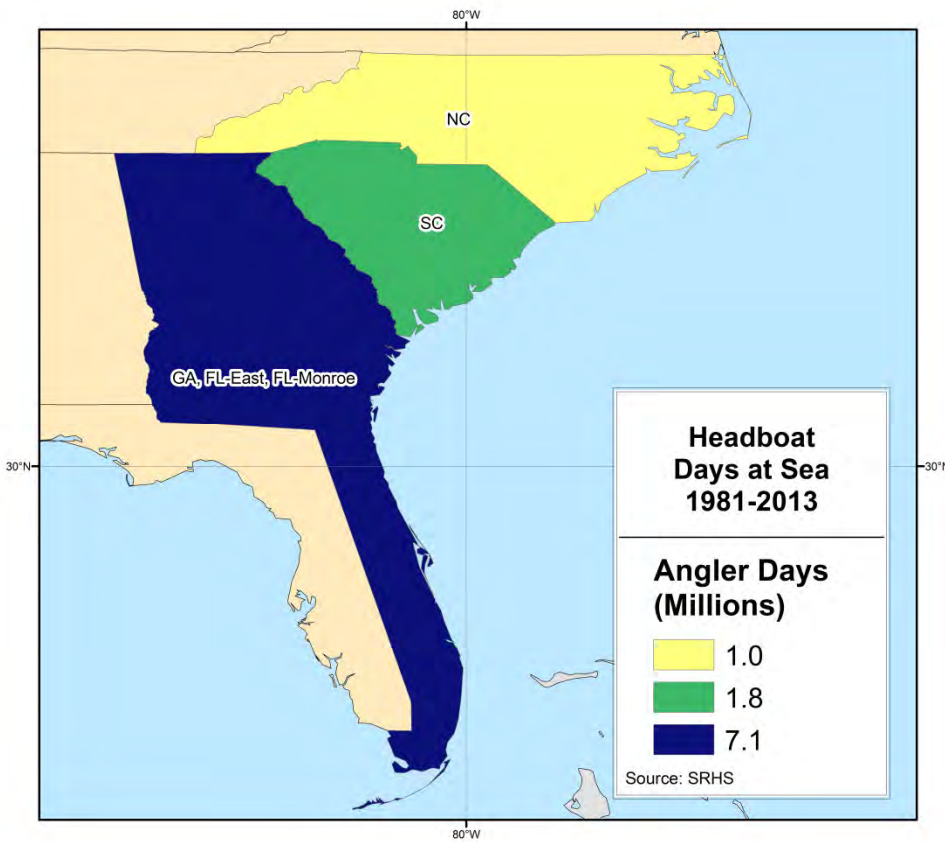 80°W
NC
SC
GA, FL-East, FL-Monroe
30°N
30°N
Headboat
Days at Sea
1981-2013
Angler Days
(Millions)
1.0
1.8
7.1
Source: SRHS
80°W